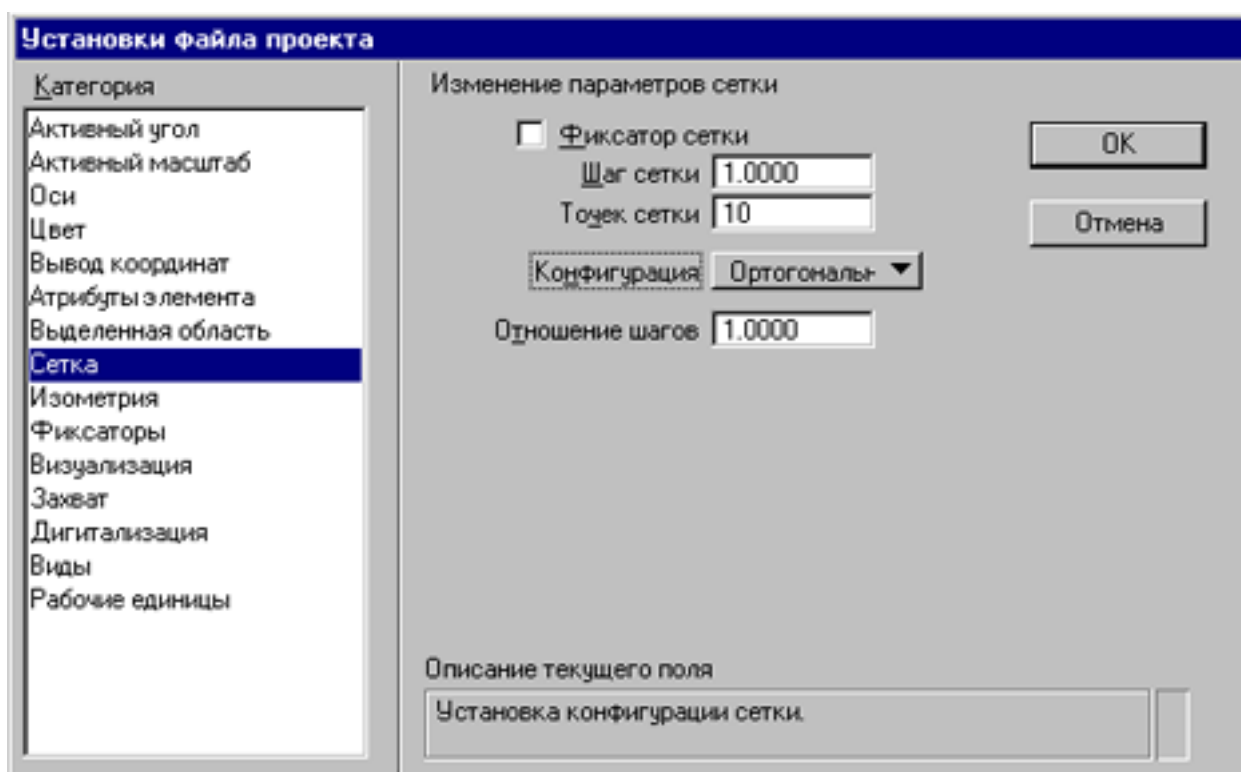 Установки файла проекта
Категория
Активный угол
Активный масштаб
Оси
Цвет
Вывод координат
Атрибуты элемента
Выделенная область
Сетка
Изометрия
Фиксаторы
Визуализация
Захват
Дигитализация
Виды
Рабочие единицы
Изменение параметров сетки
Фиксатор сетки
Шаг сетки 1.0000
Точек сетки 10
Конфигурация Ортогональн
Отношение шагов 1.0000
OK
Отмена
Описание текущего поля
Установка конфигурации сетки.